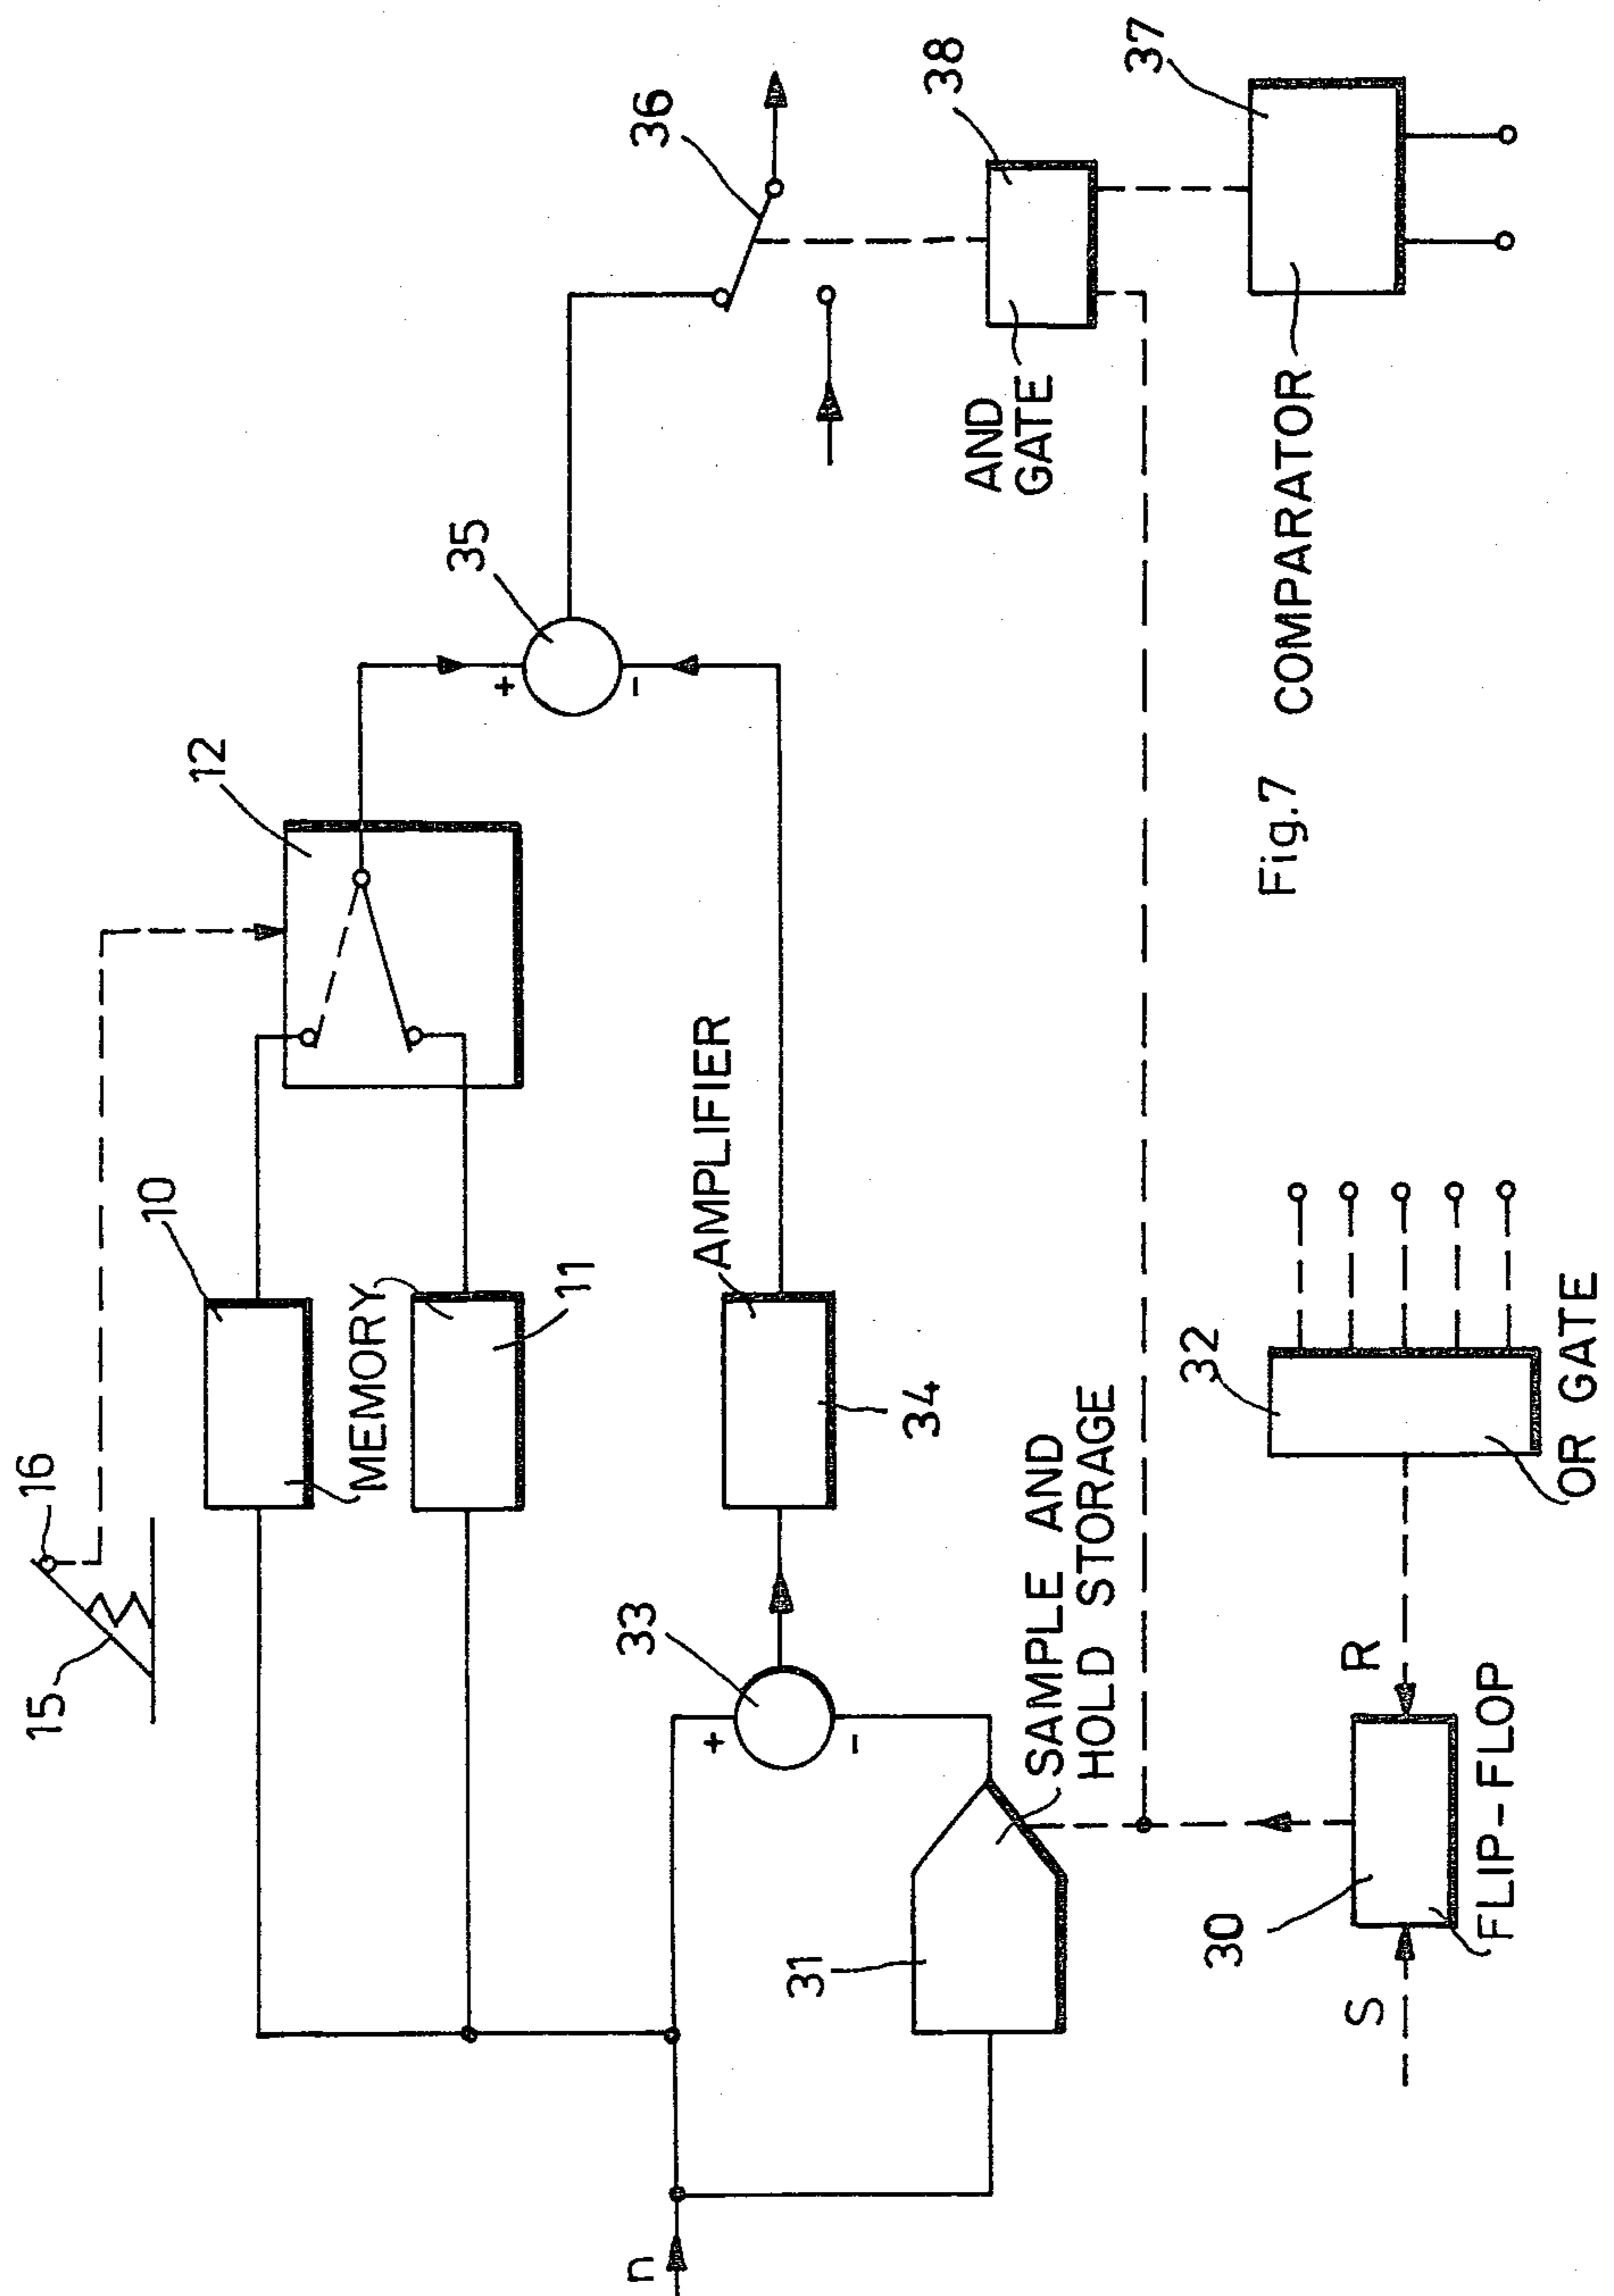 15
16
10
12
MEMORY
11
35
36
n
33
AMPLIFIER
34
31
SAMPLE AND
HOLD STORAGE
AND
GATE
38
S
30
R
FLIP-FLOP
32
OR GATE
Fig.7
COMPARATOR
37
+
-
+
-